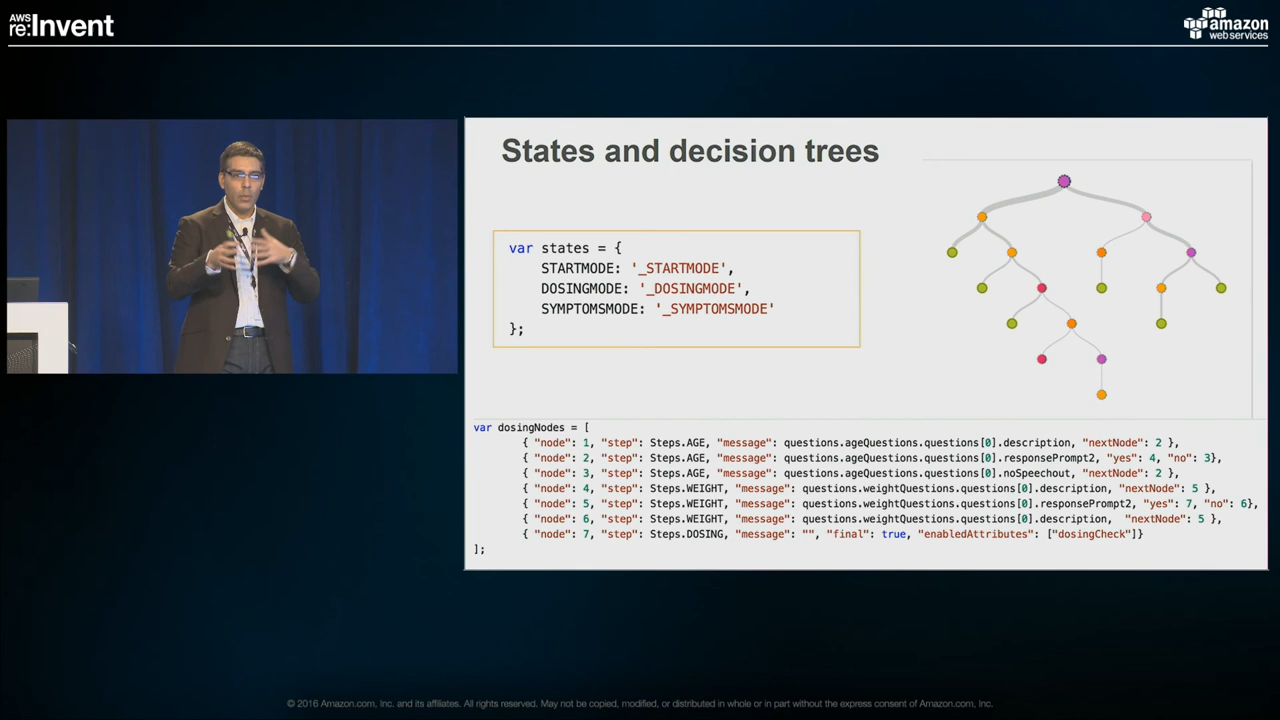 AWS
re:Invent
amazon
web services
States and decision trees
var states = {
STARTMODE: '_STARTMODE',
DOSINGMODE: '_DOSINGMODE',
SYMPTOMSMODE: '_SYMPTOMSMODE'
};
var dosingNodes = [
{ "node": 1, "step": Steps.AGE, "message": questions.ageQuestions.questions[0].description, "nextNode": 2 },
{ "node": 2, "step": Steps.AGE, "message": questions.ageQuestions.questions[0].responsePrompt2, "yes": 4, "no": 3},
{ "node": 3, "step": Steps.AGE, "message": questions.ageQuestions.questions[0].noSpeechout, "nextNode": 2 },
{ "node": 4, "step": Steps.WEIGHT, "message": questions.weightQuestions.questions[0].description, "nextNode": 5 },
{ "node": 5, "step": Steps.WEIGHT, "message": questions.weightQuestions.questions[0].responsePrompt2, "yes": 7, "no": 6},
{ "node": 6, "step": Steps.WEIGHT, "message": questions.weightQuestions.questions[0].description, "nextNode": 5 },
{ "node": 7, "step": Steps.DOSING, "message": "", "final": true, "enabledAttributes": ["dosingCheck"]}
];
© 2016 Amazon.com, Inc. and its affiliates. All rights reserved. May not be copied, modified, or distributed in whole or in part without the express consent of Amazon.com, Inc.